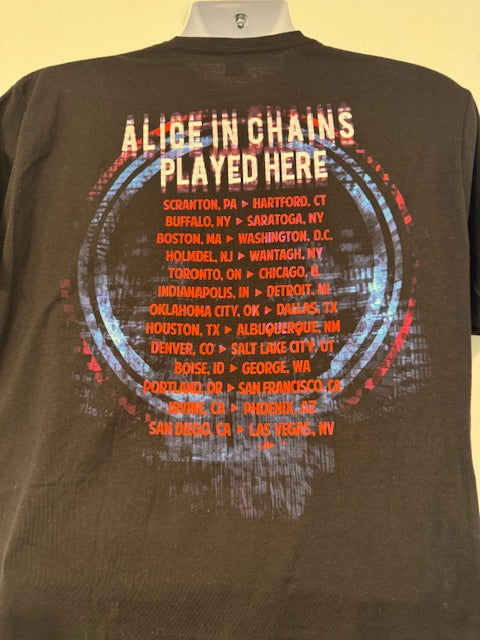 ALICE IN CHAINS
PLAYED HERE
SCRANTON, PA ▶ HARTFORD, CT
BUFFALO, NY ▶ SARATOGA, NY
BOSTON, MA ▶ WASHINGTON, D.C.
HOLMDEL, NJ ▶ WANTAGH, NY
TORONTO, ON ▶ CHICAGO, IL
INDIANAPOLIS, IN ▶ DETROIT, MI
OKLAHOMA CITY, OK ▶ DALLAS, TX
HOUSTON, TX ▶ ALBUQUERQUE, NM
DENVER, CO ▶ SALT LAKE CITY, UT
BOISE, ID ▶ GEORGE, WA
PORTLAND, OR ▶ SAN FRANCISCO, CA
IRVINE, CA ▶ PHOENIX, AZ
SAN DIEGO, CA ▶ LAS VEGAS, NV